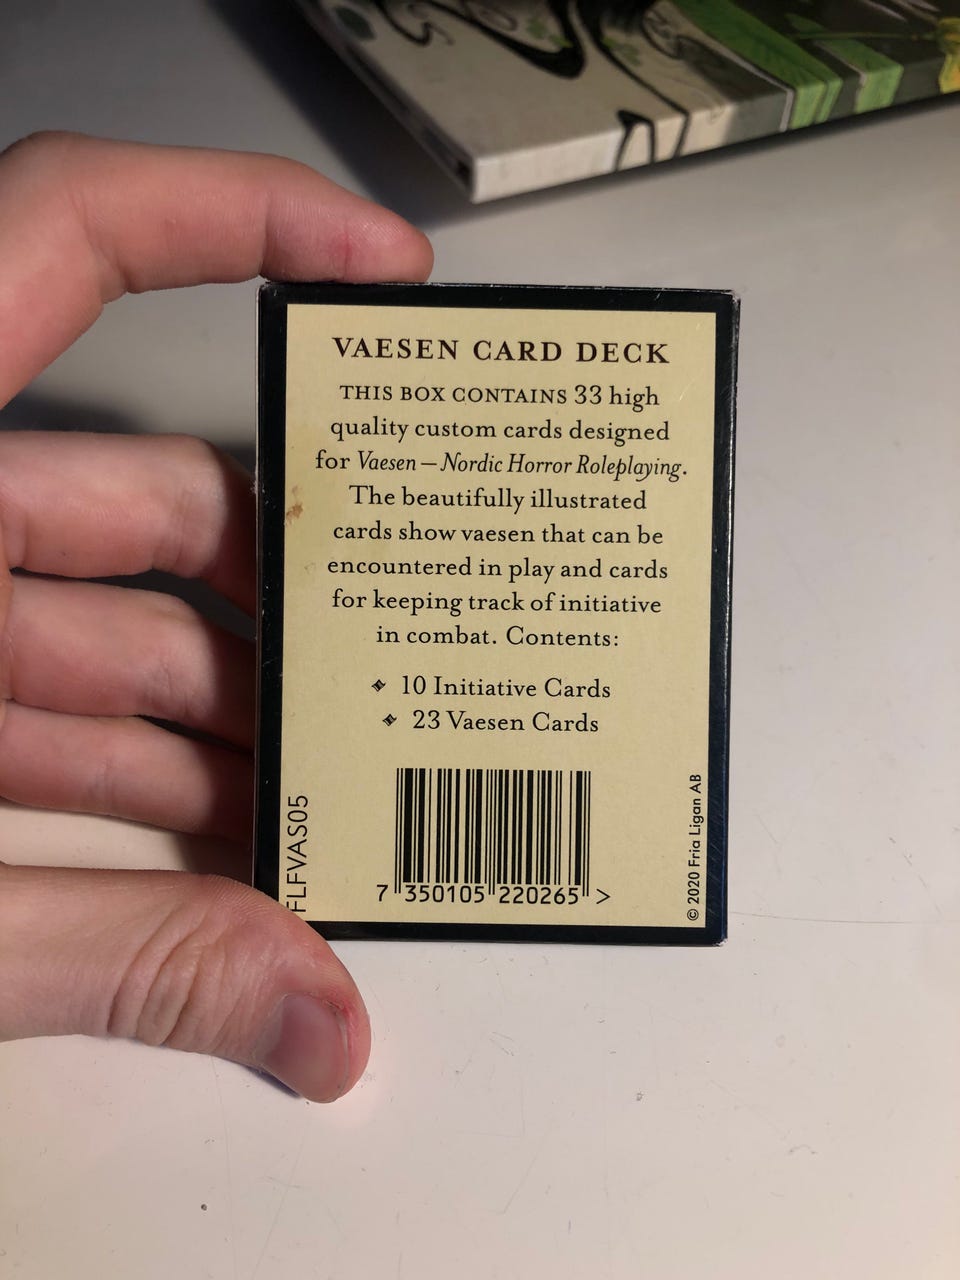 VAESEN CARD DECK
THIS BOX CONTAINS 33 high
quality custom cards designed
for Vaesen — Nordic Horror Roleplaying.
The beautifully illustrated
cards show vaesen that can be
encountered in play and cards
for keeping track of initiative
in combat. Contents:
10 Initiative Cards
23 Vaesen Cards
FLFVAS05
7 350105 220265 >
© 2020 Fria Ligan AB